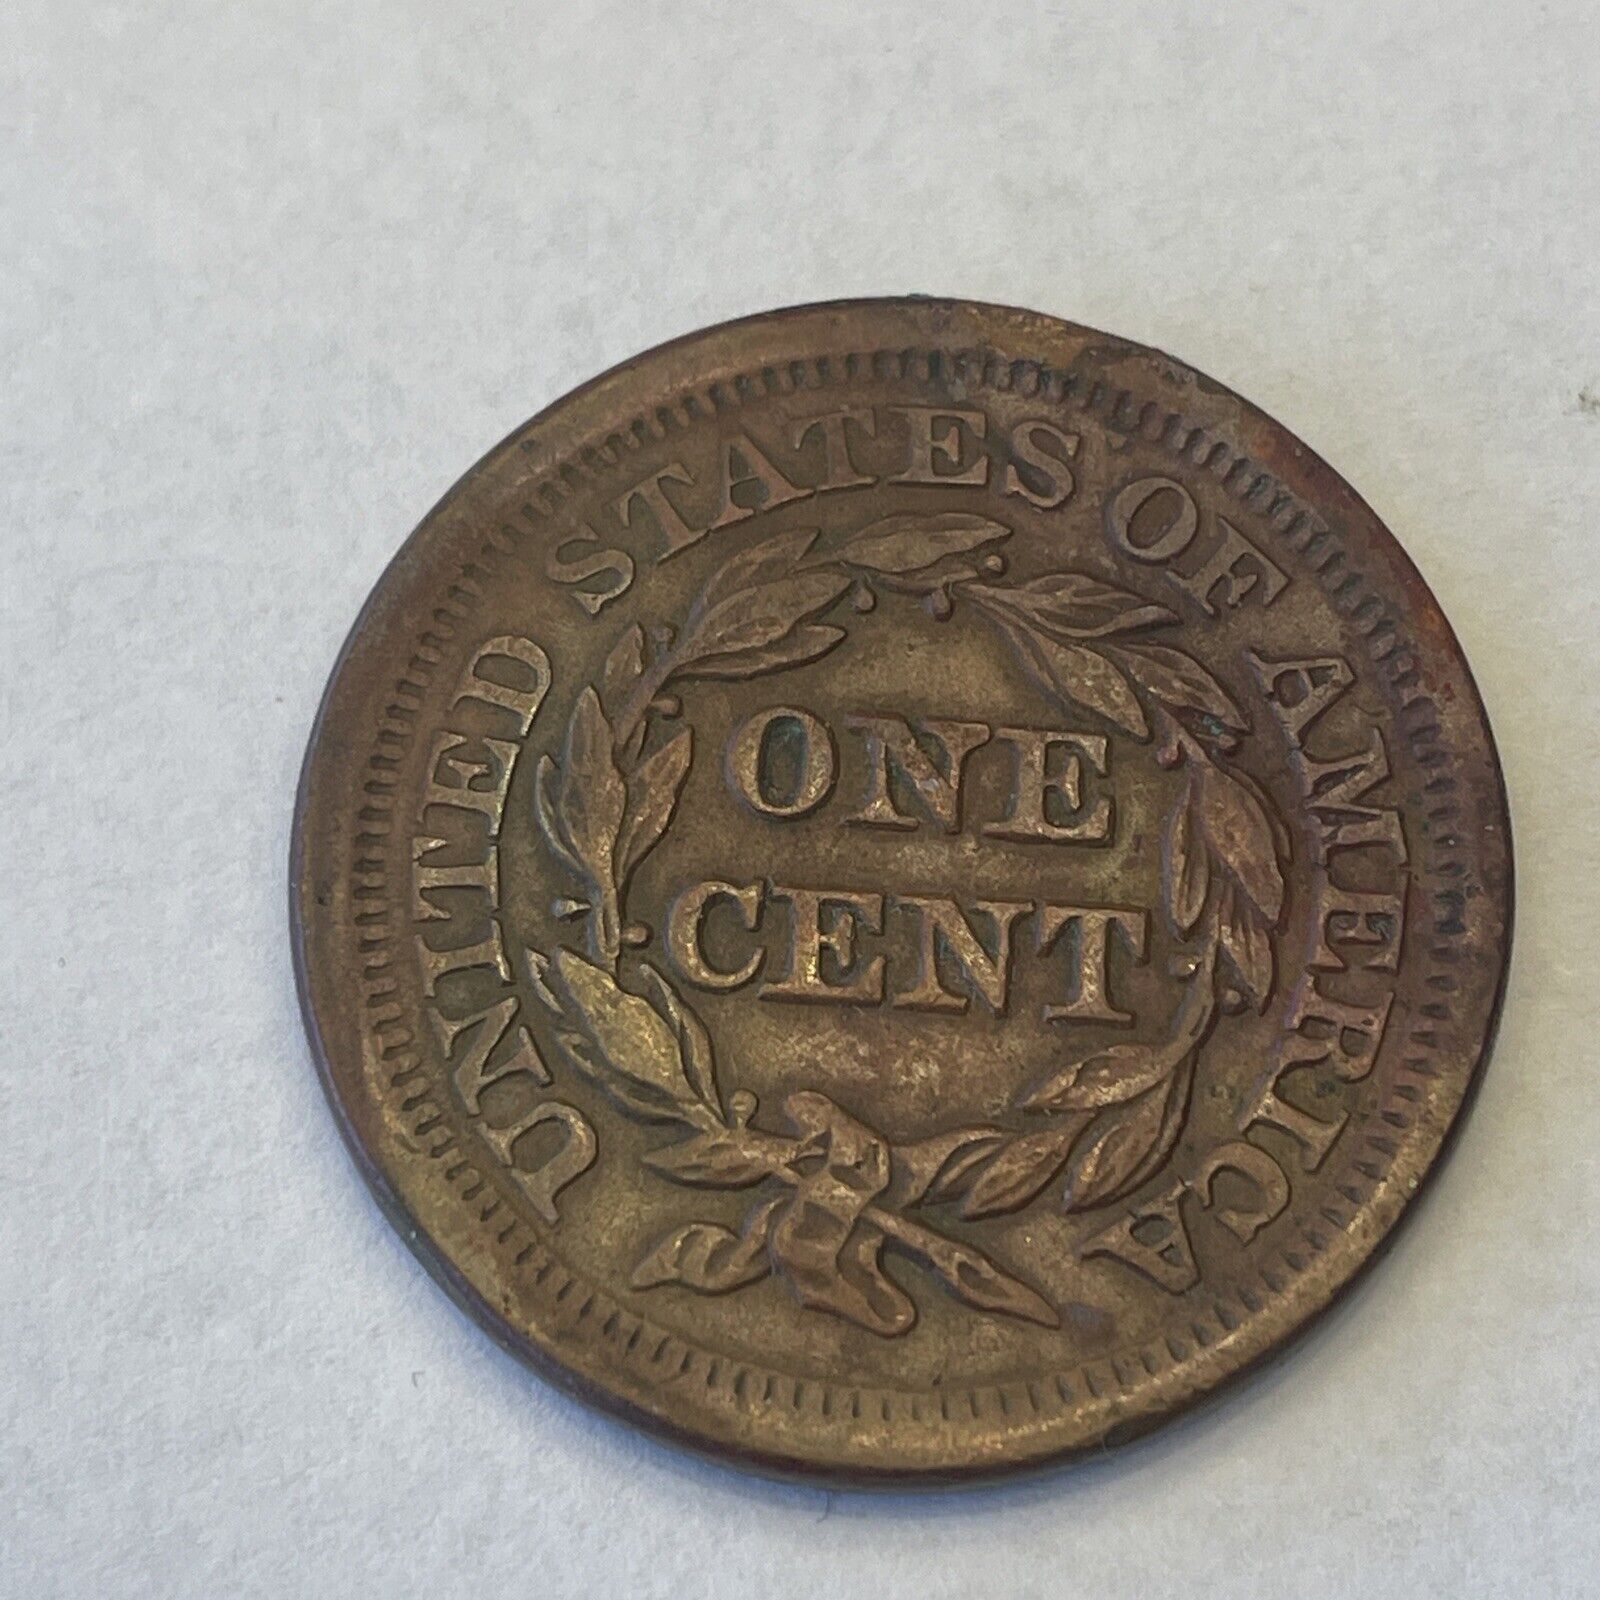 UNITED STATES OF AMERICA
ONE
CENT